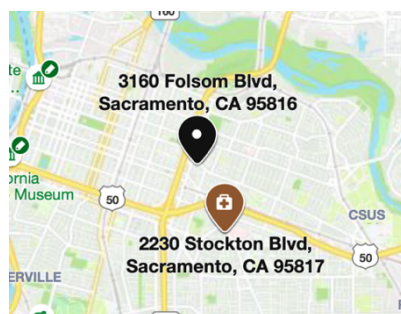 160
te
...
3160 Folsom Blvd,
Sacramento, CA 95816
ornia
Museum
50
CSUS
2230 Stockton Blvd,
Sacramento, CA 95817
50
ERVILLE